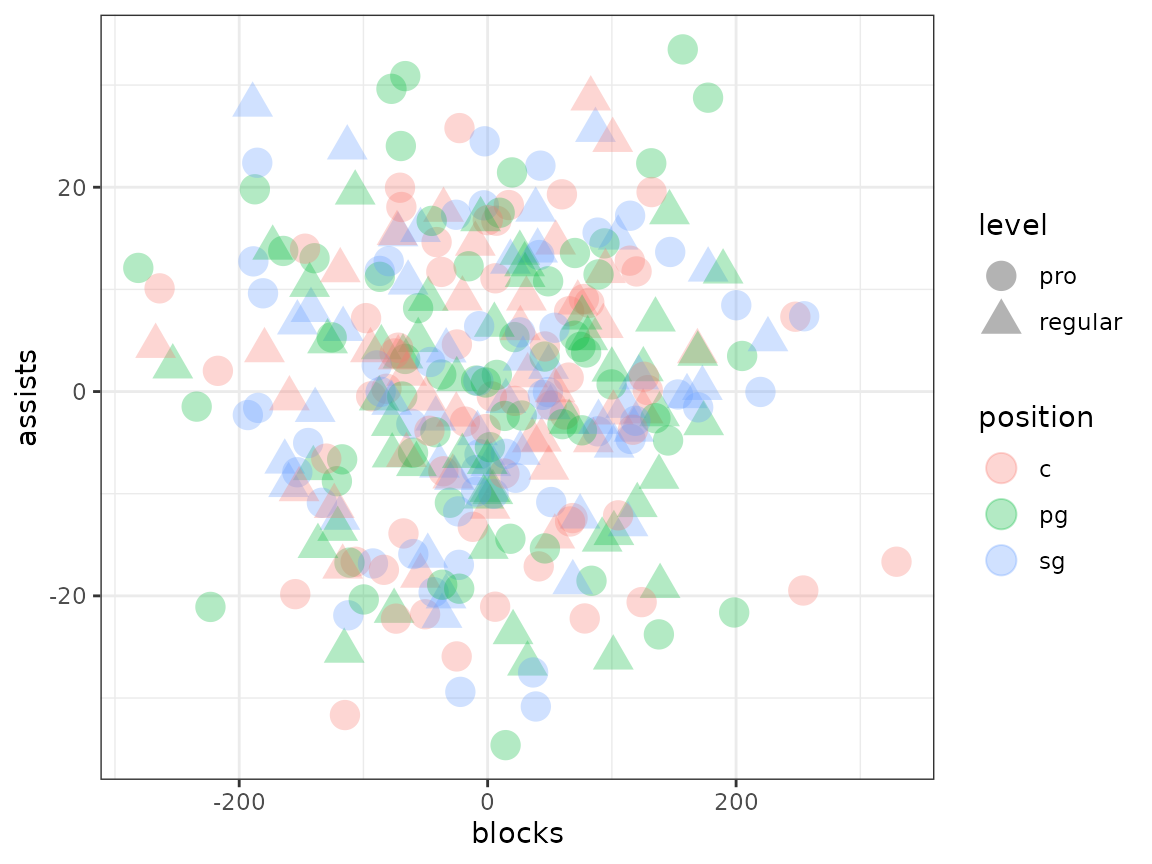 20
0
-20
-200
0
200
blocks
assists
level
pro
regular
position
c
pg
sg